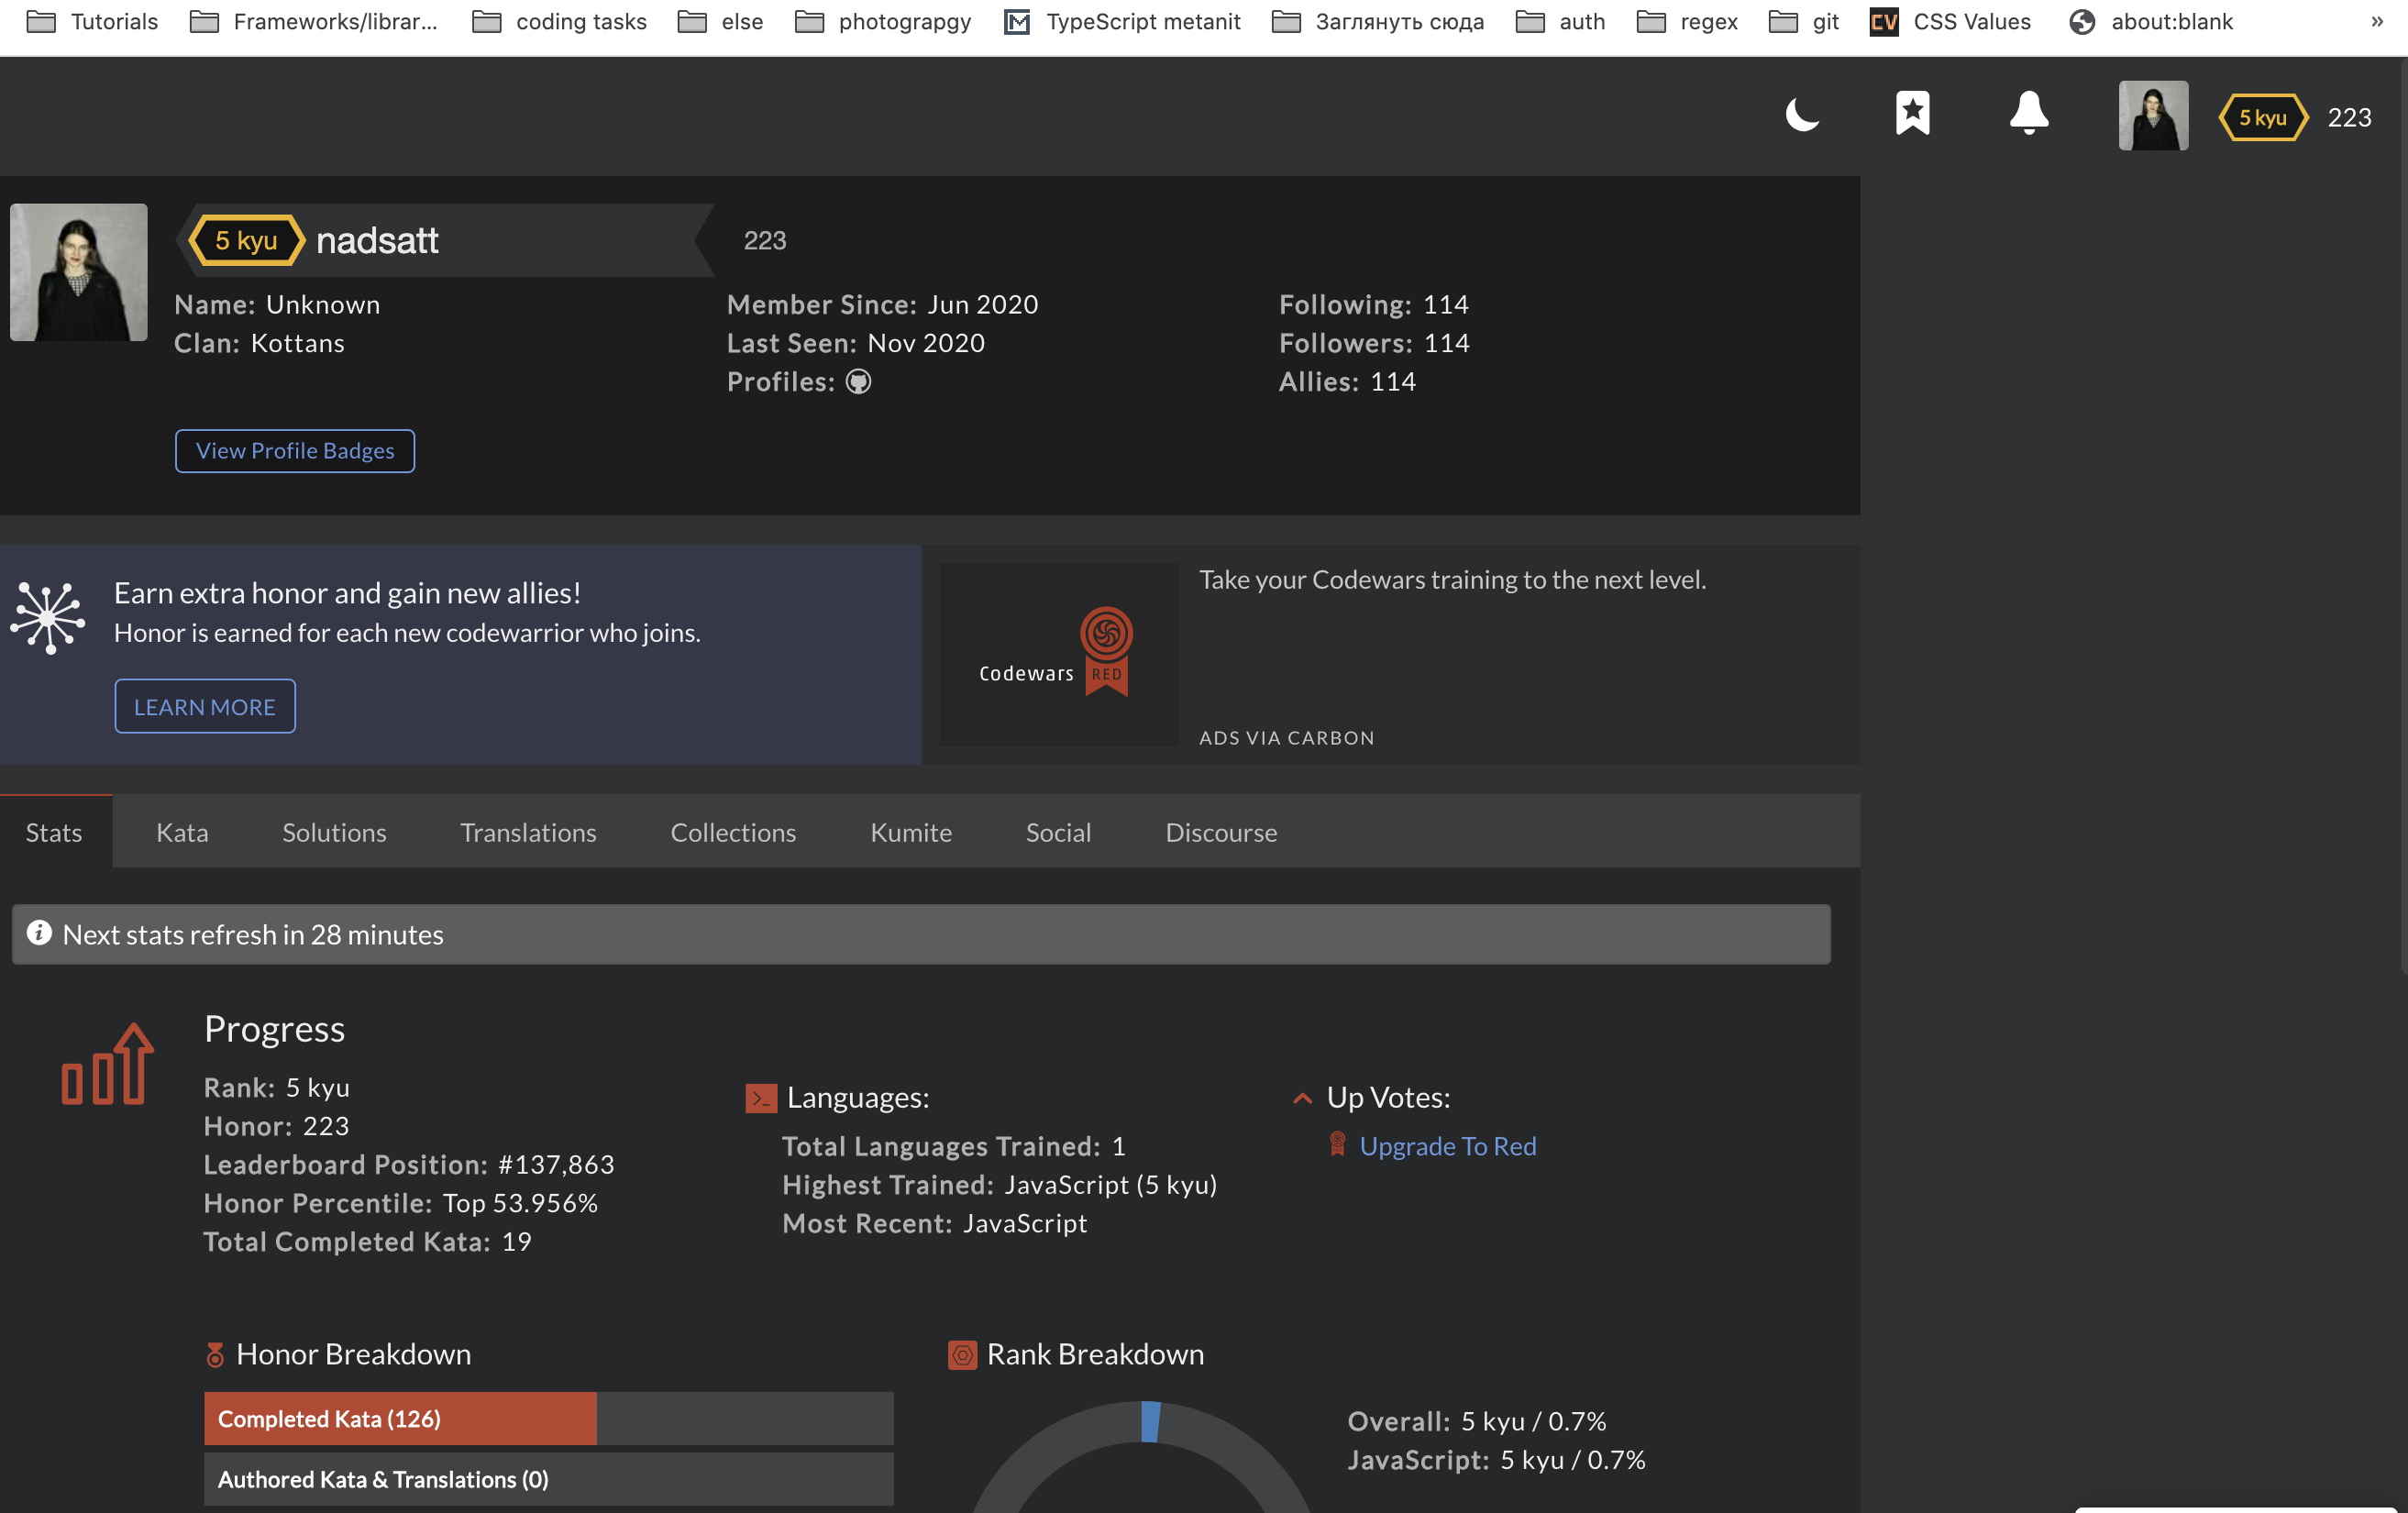 Tutorials Frameworks/librar... coding tasks else photograpgy TypeScript metanit Заглянуть сюда auth regex git CV CSS Values about:blank »
5 kyu 223
5 kyu nadsatt 223
Name: Unknown Member Since: Jun 2020 Following: 114
Clan: Kottans Last Seen: Nov 2020 Followers: 114
Profiles: Allies: 114
View Profile Badges
Earn extra honor and gain new allies!
Honor is earned for each new codewarrior who joins.
LEARN MORE
Take your Codewars training to the next level.
Codewars RED
ADS VIA CARBON
Stats Kata Solutions Translations Collections Kumite Social Discourse
Next stats refresh in 28 minutes
Progress
Rank: 5 kyu
Honor: 223
Leaderboard Position: #137,863
Honor Percentile: Top 53.956%
Total Completed Kata: 19
Languages:
Total Languages Trained: 1
Highest Trained: JavaScript (5 kyu)
Most Recent: JavaScript
Up Votes:
Upgrade To Red
Honor Breakdown
Completed Kata (126)
Authored Kata & Translations (0)
Rank Breakdown
Overall: 5 kyu / 0.7%
JavaScript: 5 kyu / 0.7%